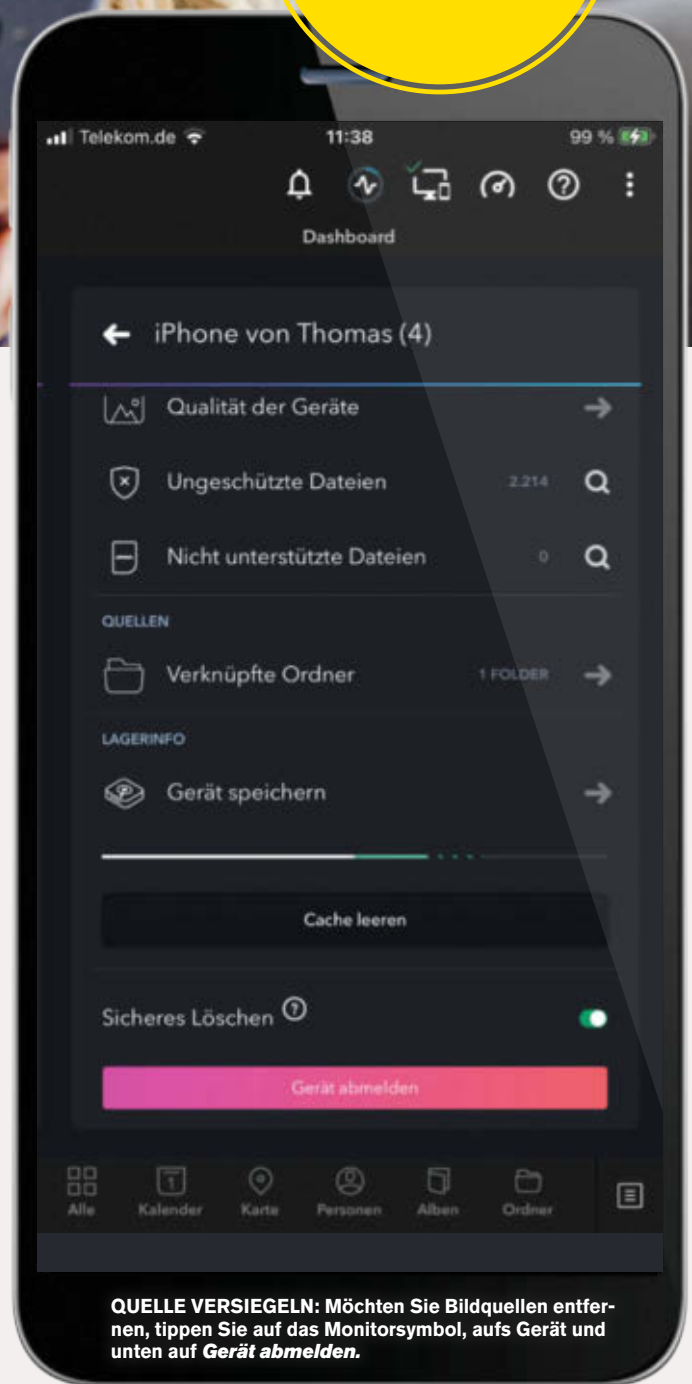 Telekom.de 11:38 99 %
Dashboard
iPhone von Thomas (4)
Qualität der Geräte
Ungeschützte Dateien 2.214
Nicht unterstützte Dateien 0
QUELLEN
Verknüpfte Ordner 1 FOLDER
LAGERINFO
Gerät speichern
Cache leeren
Sicheres Löschen ?
Gerät abmelden
1
Alle Kalender Karte Personen Alben Ordner
QUELLE VERSIEGELN: Möchten Sie Bildquellen entfer-
nen, tippen Sie auf das Monitorsymbol, aufs Gerät und
unten auf Gerät abmelden.